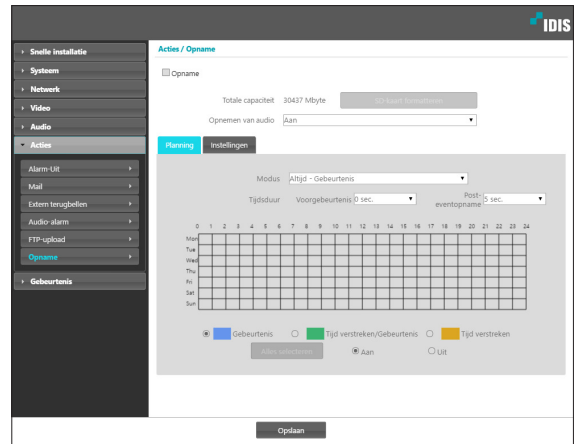 IDIS
Snelle installatie
Systeem
Netwerk
Video
Audio
Acties
Alarm-Uit
Mail
Extern terugbellen
Audio-alarm
FTP-upload
Opname
Gebeurtenis
Acties / Opname
Opname
Totale capaciteit 30437 Mbyte SD-kaart formatteren
Opnemen van audio Aan
Planning Instellingen
Modus Altijd - Gebeurtenis
Tijdsduur Voorgebeurtenis 0 sec. Post-eventopname 5 sec.
0 1 2 3 4 5 6 7 8 9 10 11 12 13 14 15 16 17 18 19 20 21 22 23 24
Mon
Tue
Wed
Thu
Fri
Sat
Sun
Gebeurtenis Tijd verstreken/Gebeurtenis Tijd verstreken
Alles selecteren Aan Uit
Opslaan